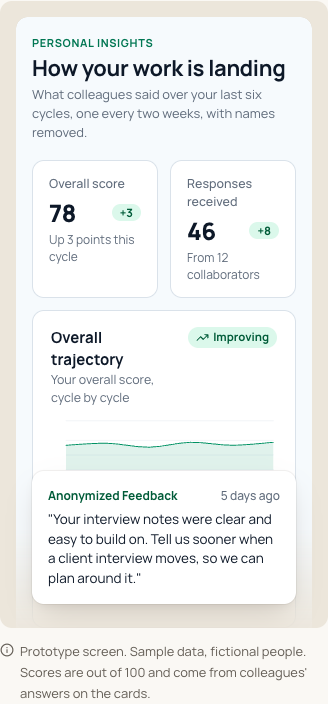 PERSONAL INSIGHTS
How your work is landing
What colleagues said over your last six
cycles, one every two weeks, with names
removed.
Overall score
78
+3
Up 3 points this
cycle
Responses
received
46
+8
From 12
collaborators
Overall
trajectory
Improving
Your overall score,
cycle by cycle
Anonymized Feedback
5 days ago
"Your interview notes were clear and
easy to build on. Tell us sooner when
a client interview moves, so we can
plan around it."
Prototype screen. Sample data, fictional people.
Scores are out of 100 and come from colleagues'
answers on the cards.